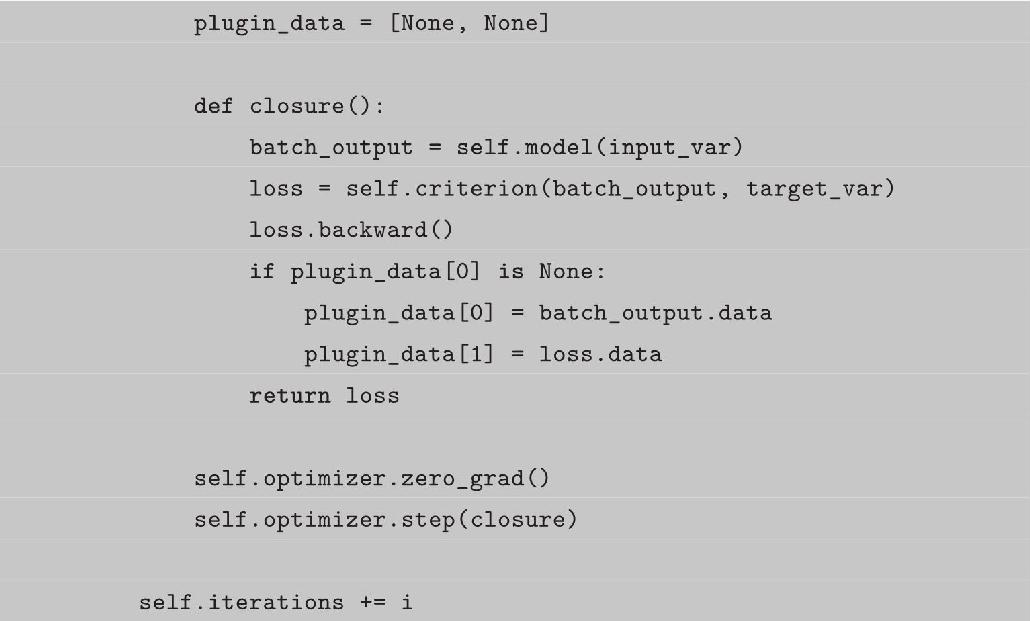 plugin_data = [None, None]
def closure():
batch_output = self.model(input_var)
loss = self.criterion(batch_output, target_var)
loss.backward()
if plugin_data[0] is None:
plugin_data[0] = batch_output.data
plugin_data[1] = loss.data
return loss
self.optimizer.zero_grad()
self.optimizer.step(closure)
self.iterations += i